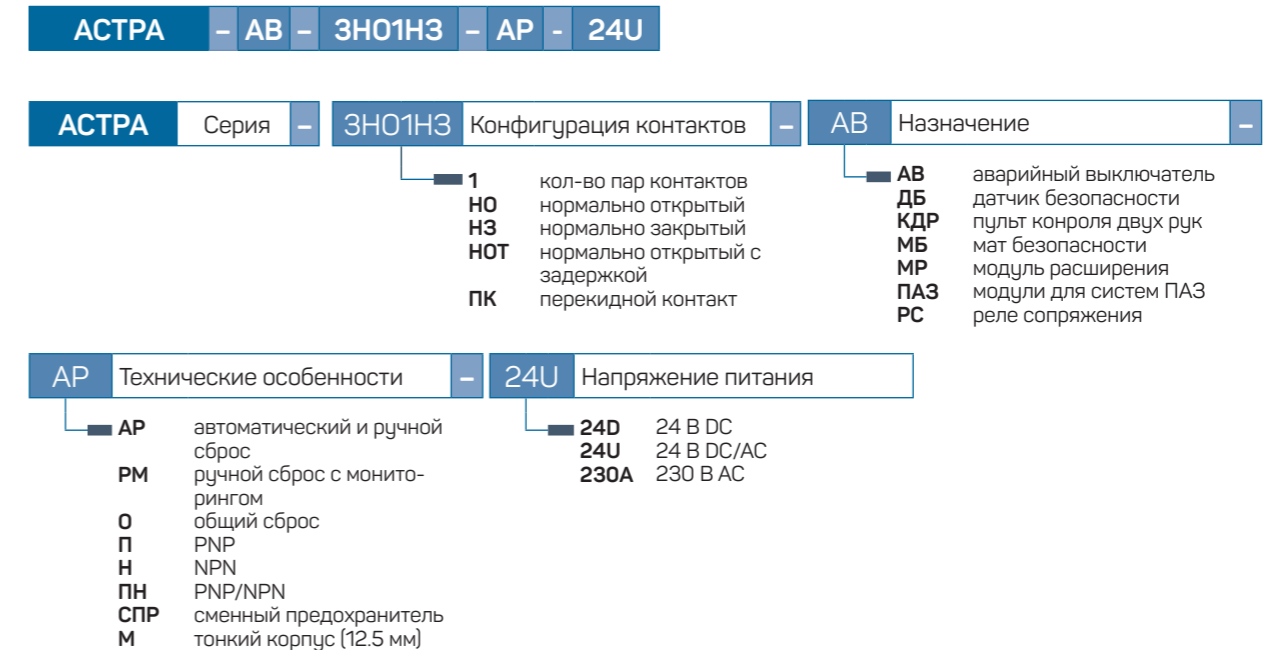 АСТРА – АВ – 3НО1НЗ – АР - 24U
АСТРА Серия – 3НО1НЗ Конфигурация контактов – АВ Назначение –
1 кол-во пар контактов
НО нормально открытый
НЗ нормально закрытый
НОТ нормально открытый с
задержкой
ПК перекидной контакт
АВ аварийный выключатель
ДБ датчик безопасности
КДР пульт конроля двух рук
МБ мат безопасности
МР модуль расширения
ПАЗ модули для систем ПАЗ
РС реле сопряжения
АР Технические особенности – 24U Напряжение питания
АР автоматический и ручной
сброс
РМ ручной сброс с монито-
рингом
О общий сброс
П PNP
Н NPN
ПН PNP/NPN
СПР сменный предохранитель
М тонкий корпус (12.5 мм)
24D 24 В DC
24U 24 В DC/AC
230A 230 В AC